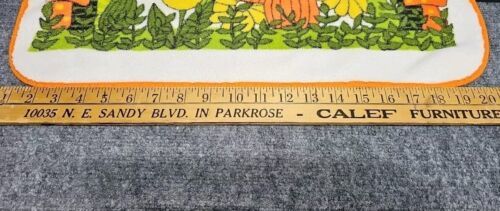 1 2 3 4 5 6 7 8 9 10 11 12 13 14 15 16 17 18 19 20
10035 N. E. SANDY BLVD. IN PARKROSE - CALEF FURNITURE